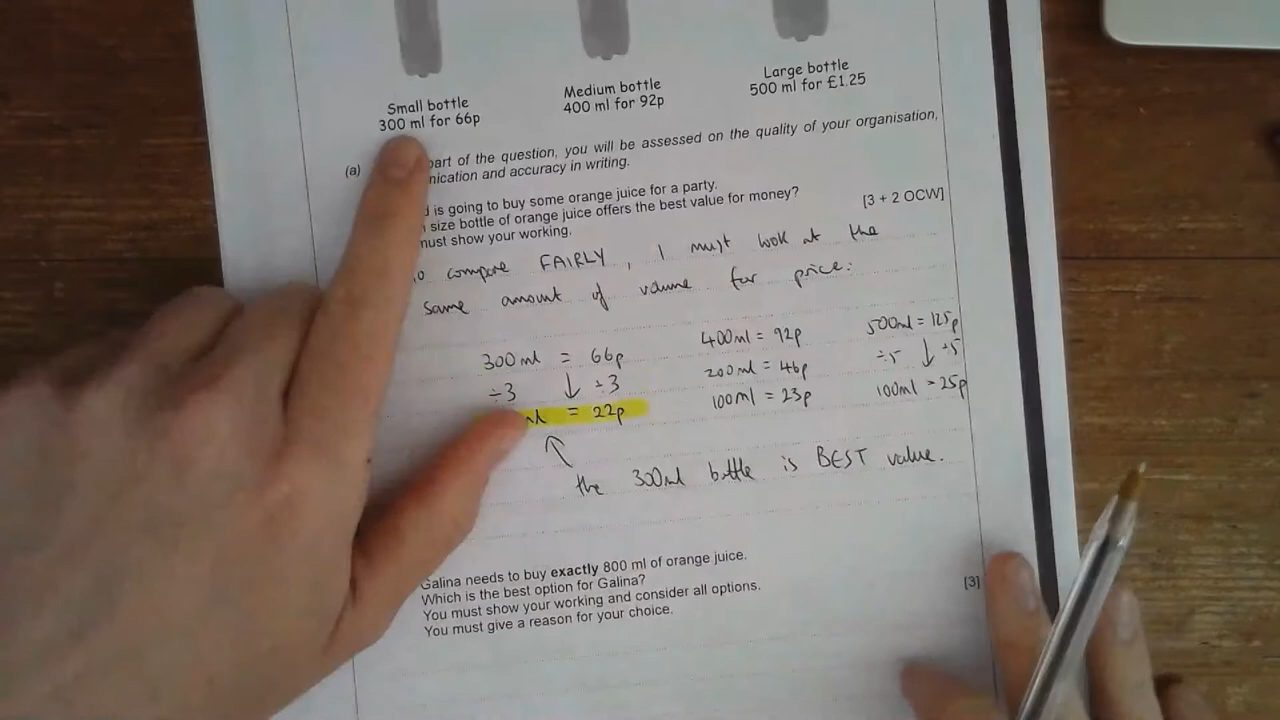 Small bottle
300 ml for 66p
Medium bottle
400 ml for 92p
Large bottle
500 ml for £1.25
(a) part of the question, you will be assessed on the quality of your organisation,
and accuracy in writing.
is going to buy some orange juice for a party.
size bottle of orange juice offers the best value for money?
must show your working.
[3 + 2 OCW]
compare FAIRLY, I must look at the
same amount of volume for price:
300ml = 66p
÷3 ↓ ÷3
= 22p
400ml = 92p
200ml = 46p
100ml = 23p
500ml = 125p
÷5 ↓ ÷5
100ml = 25p
the 300ml bottle is BEST value.
Galina needs to buy exactly 800 ml of orange juice.
Which is the best option for Galina?
You must show your working and consider all options.
You must give a reason for your choice.
[3]